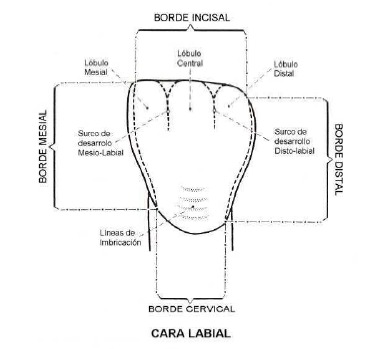 BORDE INCISAL
Lóbulo
Mesial
Lóbulo
Central
Lóbulo
Distal
BORDE MESIAL
Surco de
desarrollo
Mesio-Labial
Surco de
desarrollo
Disto-labial
BORDE DISTAL
Líneas de
Imbricación
BORDE CERVICAL
CARA LABIAL